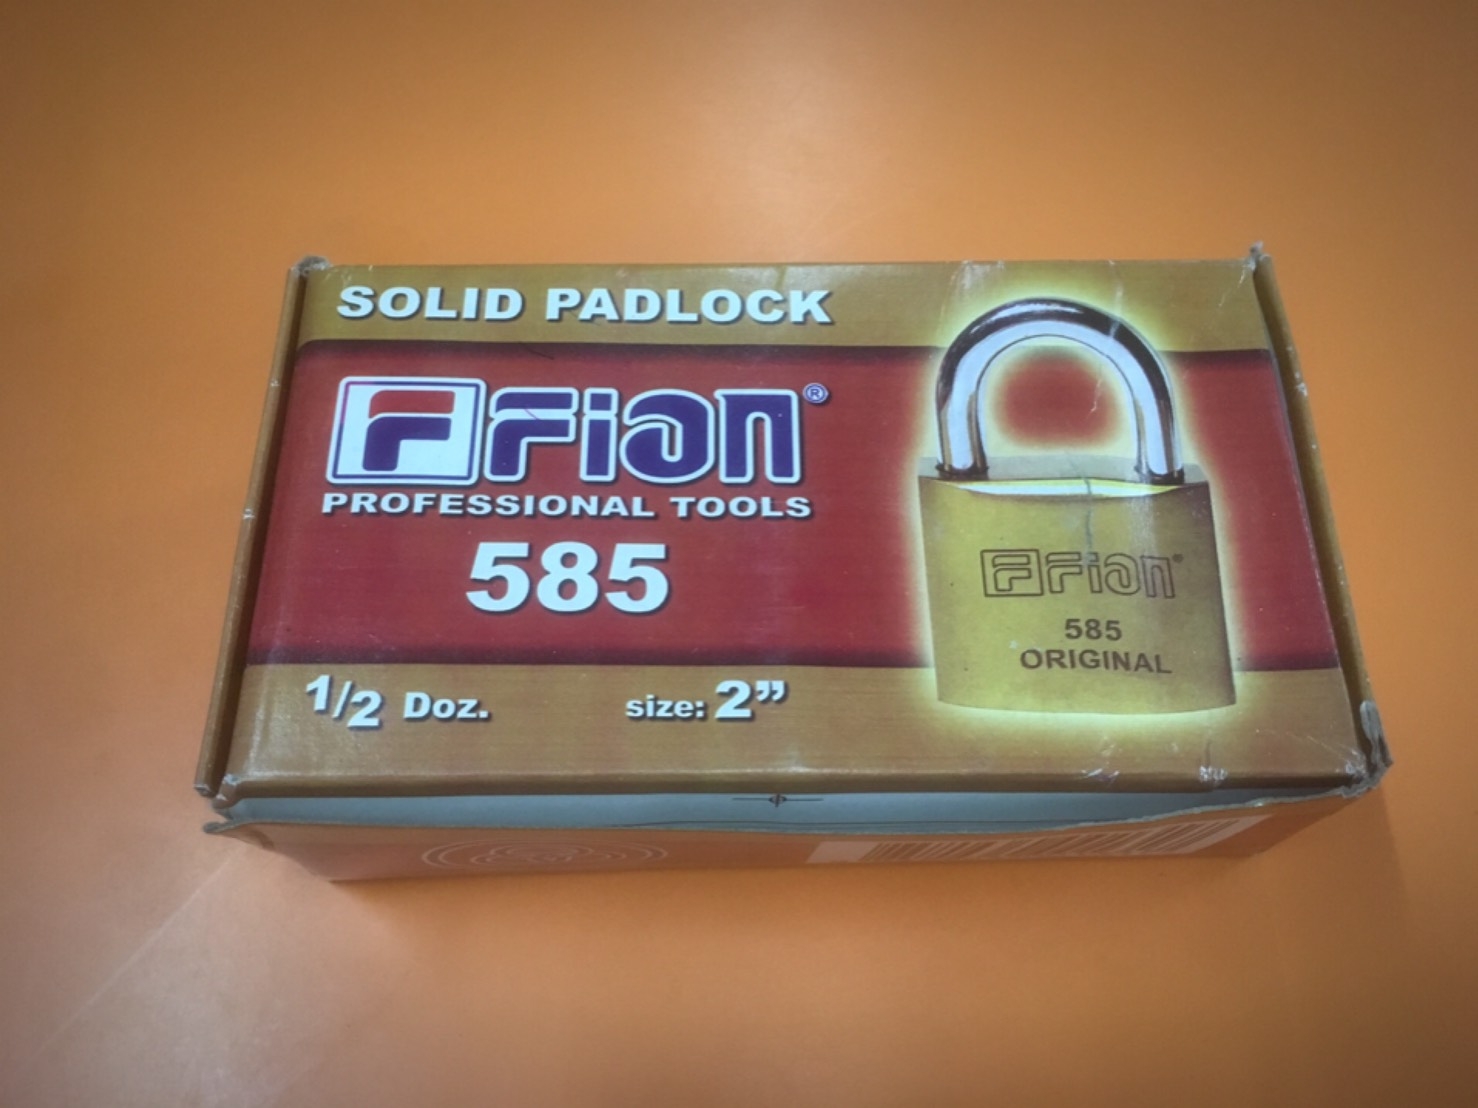 SOLID PADLOCK
F Fion®
PROFESSIONAL TOOLS
585
1/2 Doz.
size: 2”
F Fion®
585
ORIGINAL